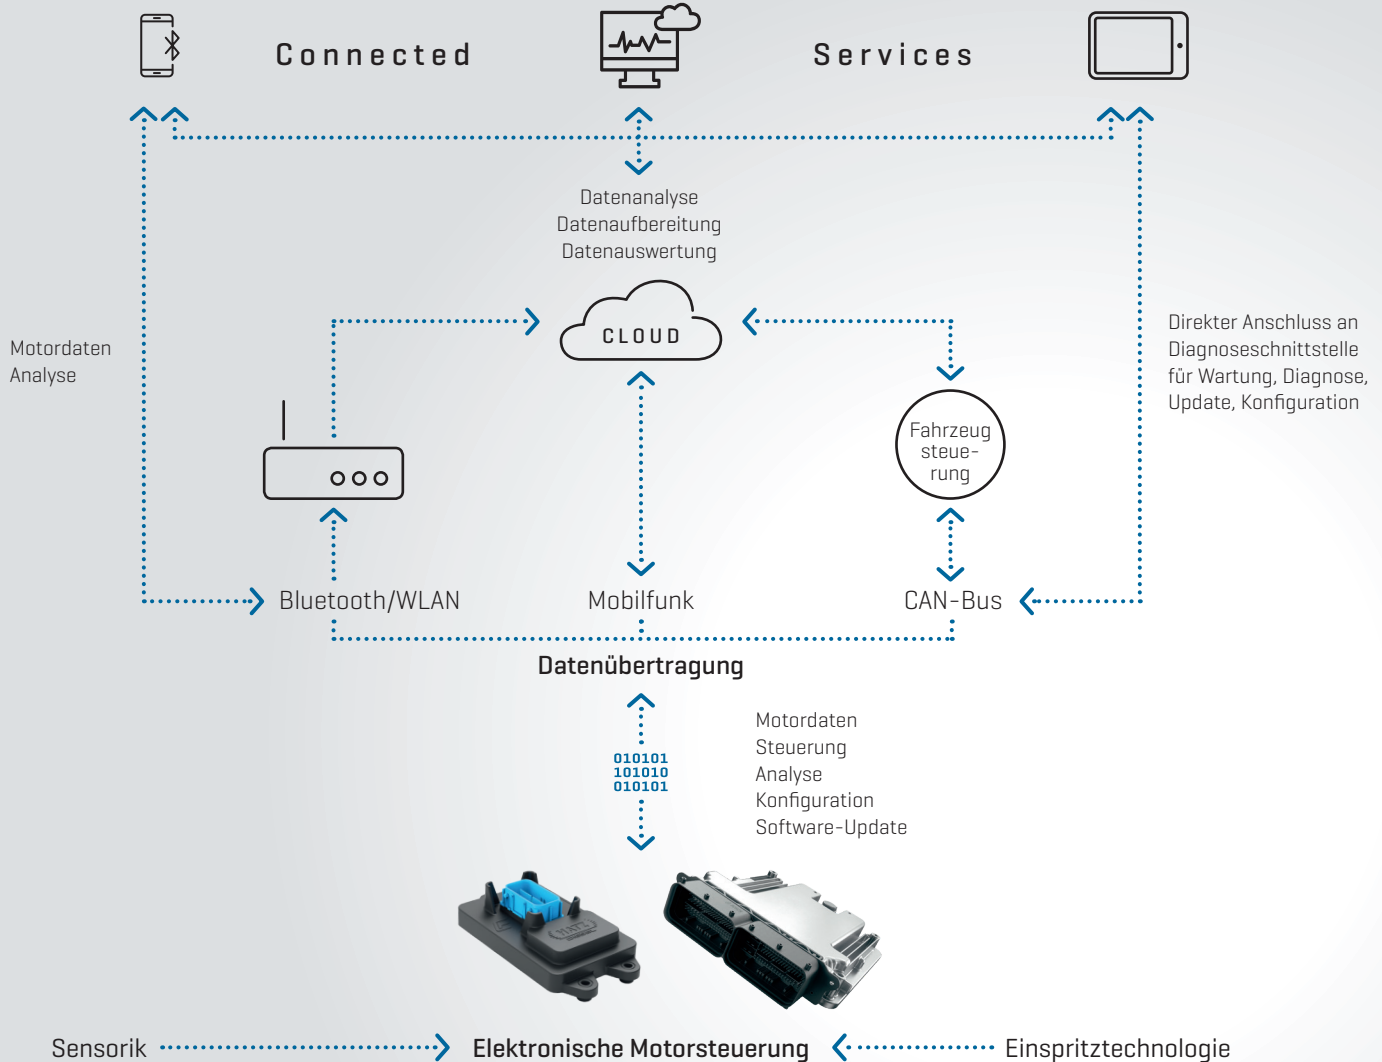 Connected Services
Datenanalyse
Datenaufbereitung
Datenauswertung
CLOUD
Motordaten
Analyse
Direkter Anschluss an
Diagnoseschnittstelle
für Wartung, Diagnose,
Update, Konfiguration
Fahrzeug
steue-
rung
Bluetooth/WLAN
Mobilfunk
CAN-Bus
Datenübertragung
010101
101010
010101
Motordaten
Steuerung
Analyse
Konfiguration
Software-Update
HATZ
Sensorik
Elektronische Motorsteuerung
Einspritztechnologie